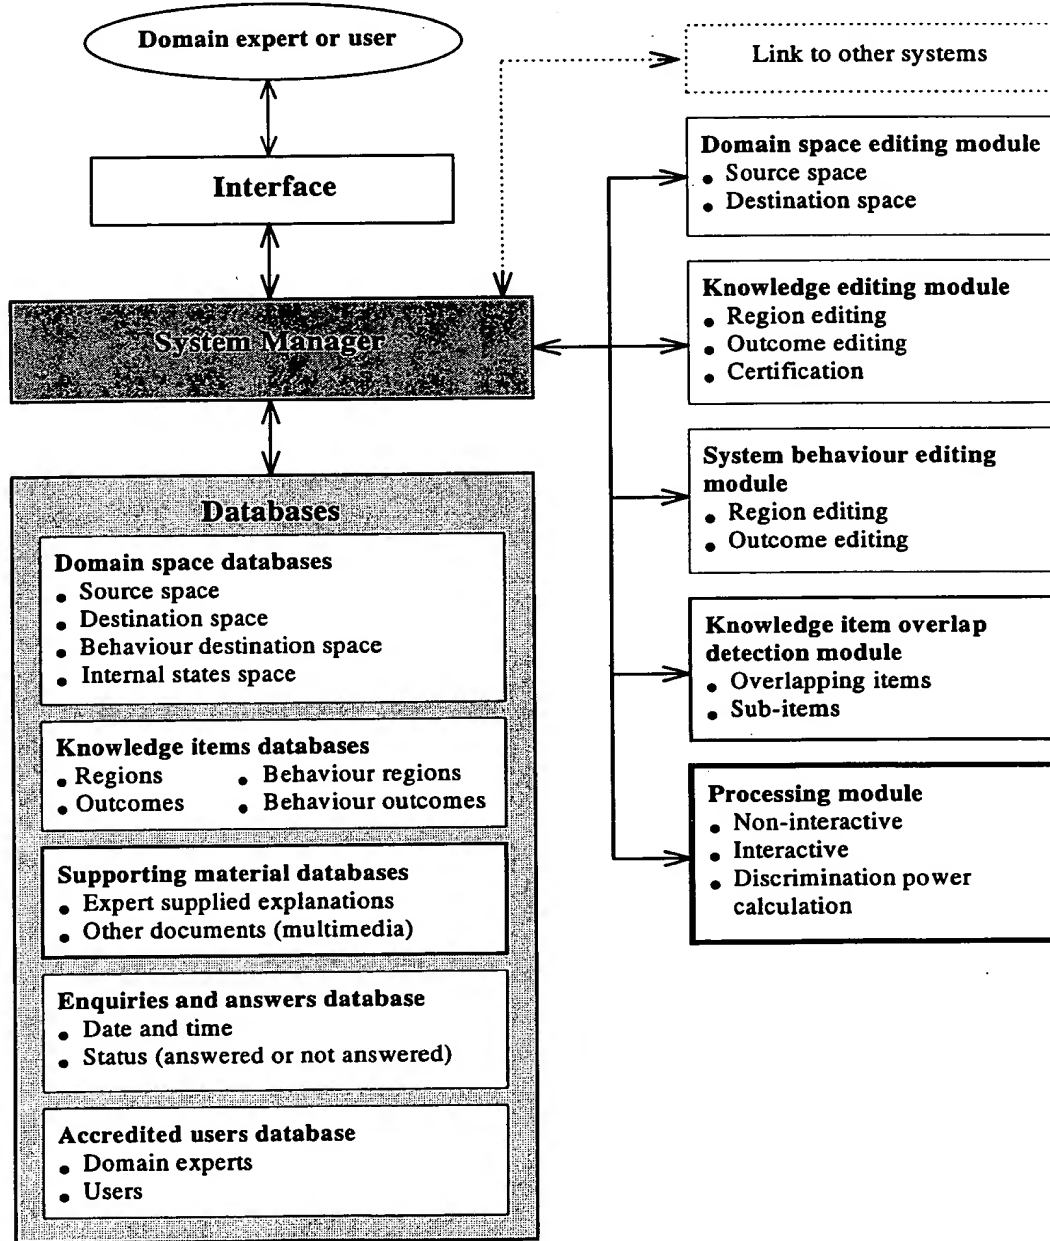 Domain expert or user
Interface
System Manager
Databases
Domain space databases
• Source space
• Destination space
• Behaviour destination space
• Internal states space
Knowledge items databases
• Regions • Behaviour regions
• Outcomes • Behaviour outcomes
Supporting material databases
• Expert supplied explanations
• Other documents (multimedia)
Enquiries and answers database
• Date and time
• Status (answered or not answered)
Accredited users database
• Domain experts
• Users
Link to other systems
Domain space editing module
• Source space
• Destination space
Knowledge editing module
• Region editing
• Outcome editing
• Certification
System behaviour editing
module
• Region editing
• Outcome editing
Knowledge item overlap
detection module
• Overlapping items
• Sub-items
Processing module
• Non-interactive
• Interactive
• Discrimination power
calculation